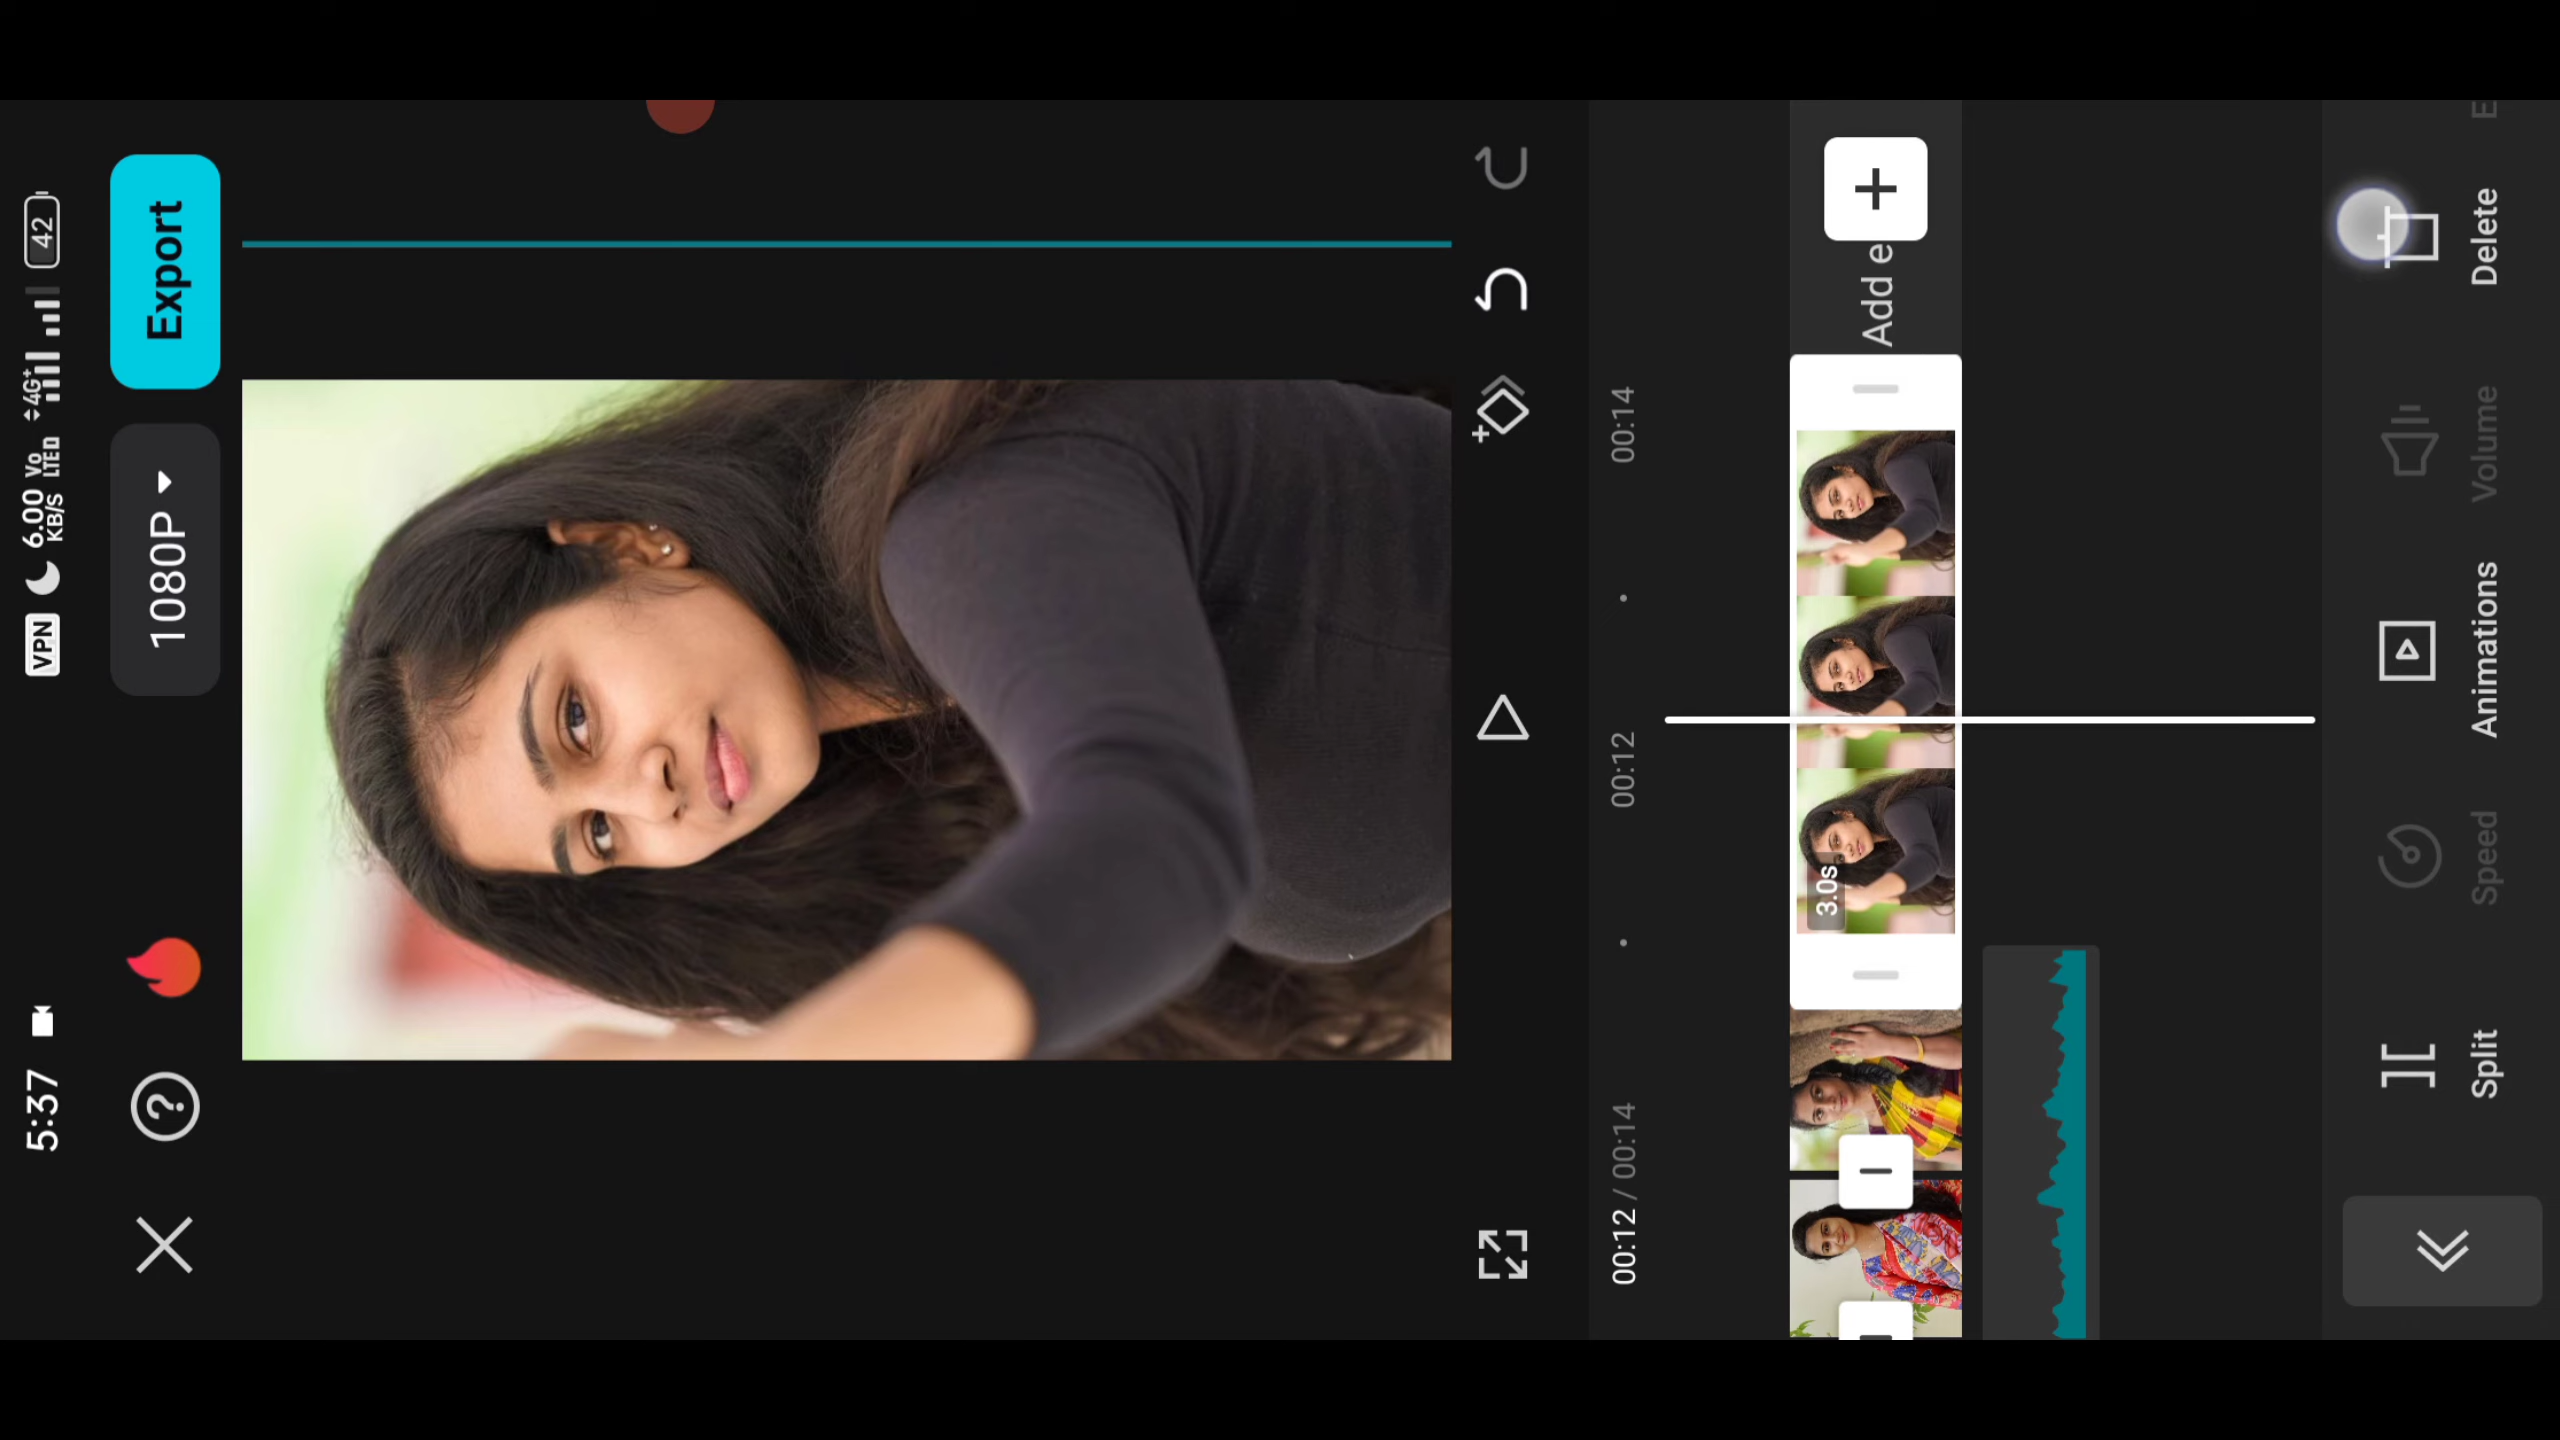 5:37
VPN
6.00
KB/S
Vo
LTE
4G+
42
1080P
Export
00:12 / 00:14
00:12
00:14
3.0s
Add e
Split
Speed
Animations
Volume
Delete